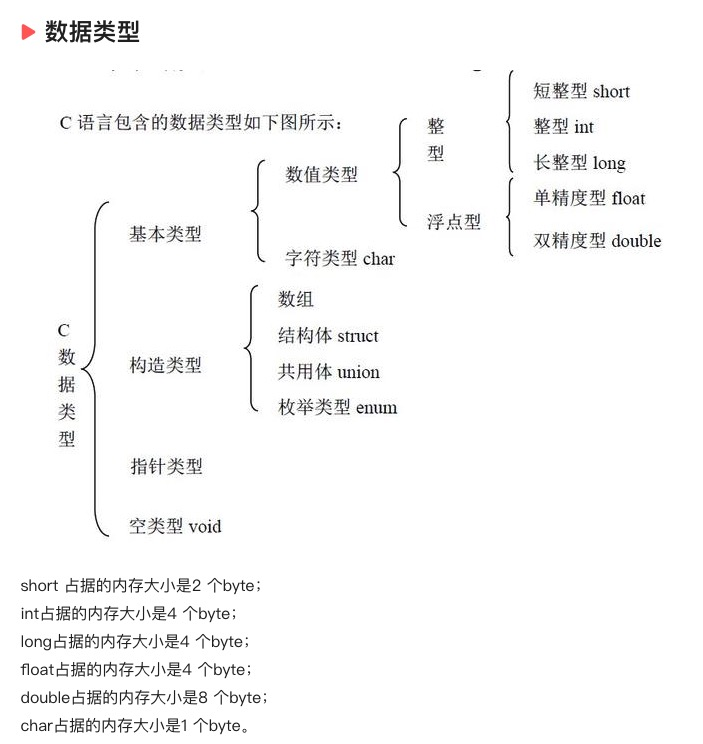 数据类型
C 语言包含的数据类型如下图所示：
C数据类型
基本类型
数值类型
整型
短整型 short
整型 int
长整型 long
浮点型
单精度型 float
双精度型 double
字符类型 char
构造类型
数组
结构体 struct
共用体 union
枚举类型 enum
指针类型
空类型 void
short 占据的内存大小是2 个byte；
int占据的内存大小是4 个byte；
long占据的内存大小是4 个byte；
float占据的内存大小是4 个byte；
double占据的内存大小是8 个byte；
char占据的内存大小是1 个byte。